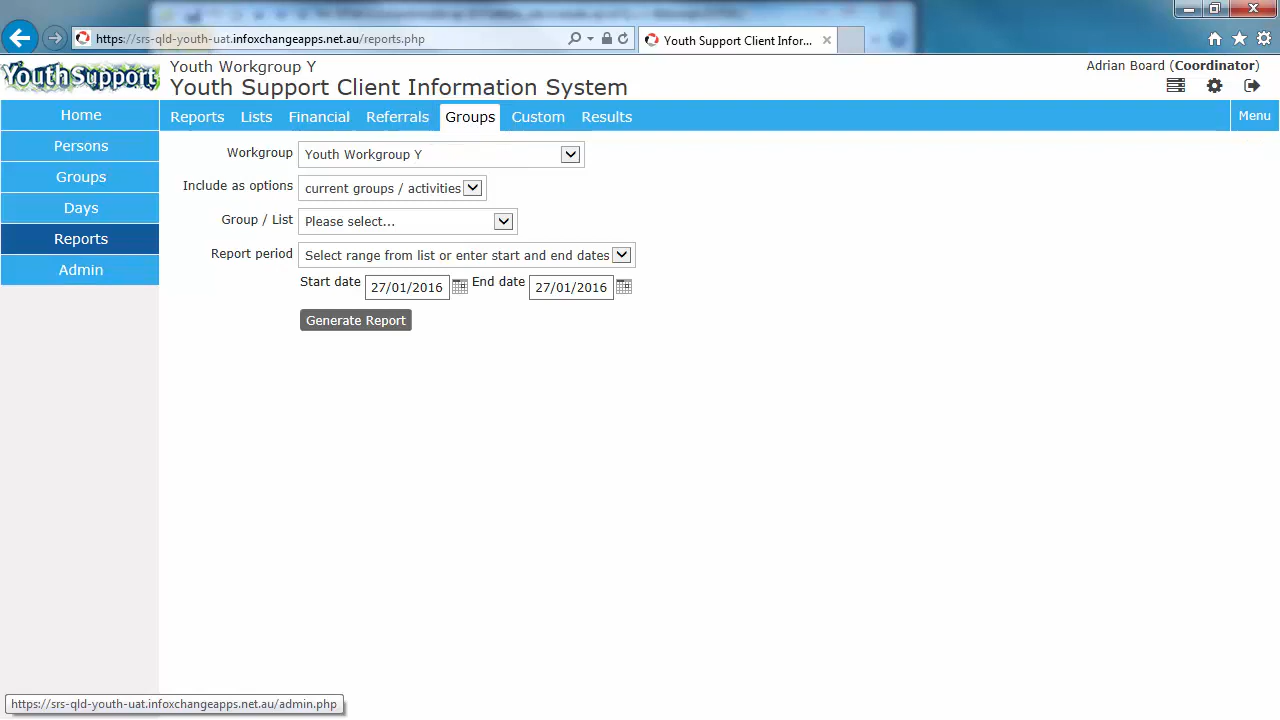 https://srs-qld-youth-uat.infoxchangeapps.net.au/reports.php
Youth Support Client Infor...
YouthSupport
Youth Workgroup Y
Youth Support Client Information System
Adrian Board (Coordinator)
Home
Persons
Groups
Days
Reports
Admin
Reports Lists Financial Referrals Groups Custom Results Menu
Workgroup Youth Workgroup Y
Include as options current groups / activities
Group / List Please select...
Report period Select range from list or enter start and end dates
Start date 27/01/2016 End date 27/01/2016
Generate Report
https://srs-qld-youth-uat.infoxchangeapps.net.au/admin.php